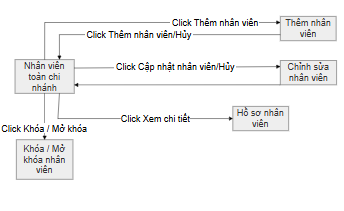 Click Thêm nhân viên
Thêm nhân
viên
Click Thêm nhân viên/Hủy
Nhân viên
toàn chi
nhánh
Click Cập nhật nhân viên/Hủy
Chỉnh sửa
nhân viên
Click Xem chi tiết
Hồ sơ nhân
viên
Click Khóa / Mở khóa
Khóa / Mở
khóa nhân
viên